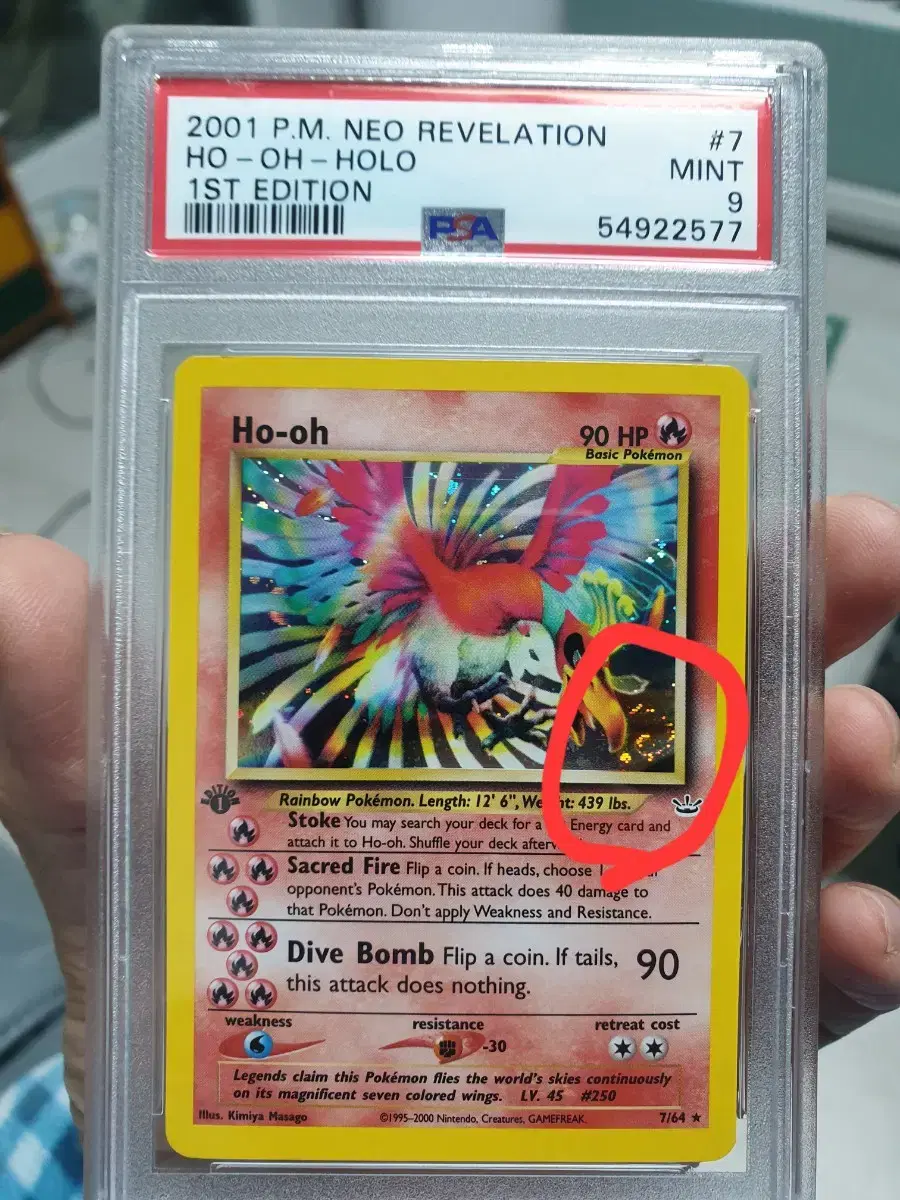 2001 P.M. NEO REVELATION #7
HO - OH - HOLO MINT
1ST EDITION 9
PSA 54922577
Ho-oh 90 HP
Basic Pokémon
EDITION 1
Rainbow Pokémon. Length: 12' 6", We ht: 439 lbs.
Stoke You may search your deck for a Energy card and
attach it to Ho-oh. Shuffle your deck after
Sacred Fire Flip a coin. If heads, choose
opponent's Pokémon. This attack does 40 damage to
that Pokémon. Don't apply Weakness and Resistance.
Dive Bomb Flip a coin. If tails, 90
this attack does nothing.
weakness resistance retreat cost
-30
Legends claim this Pokémon flies the world's skies continuously
on its magnificent seven colored wings. LV. 45 #250
Illus. Kimiya Masago ©1995-2000 Nintendo, Creatures, GAMEFREAK. 7/64 ★